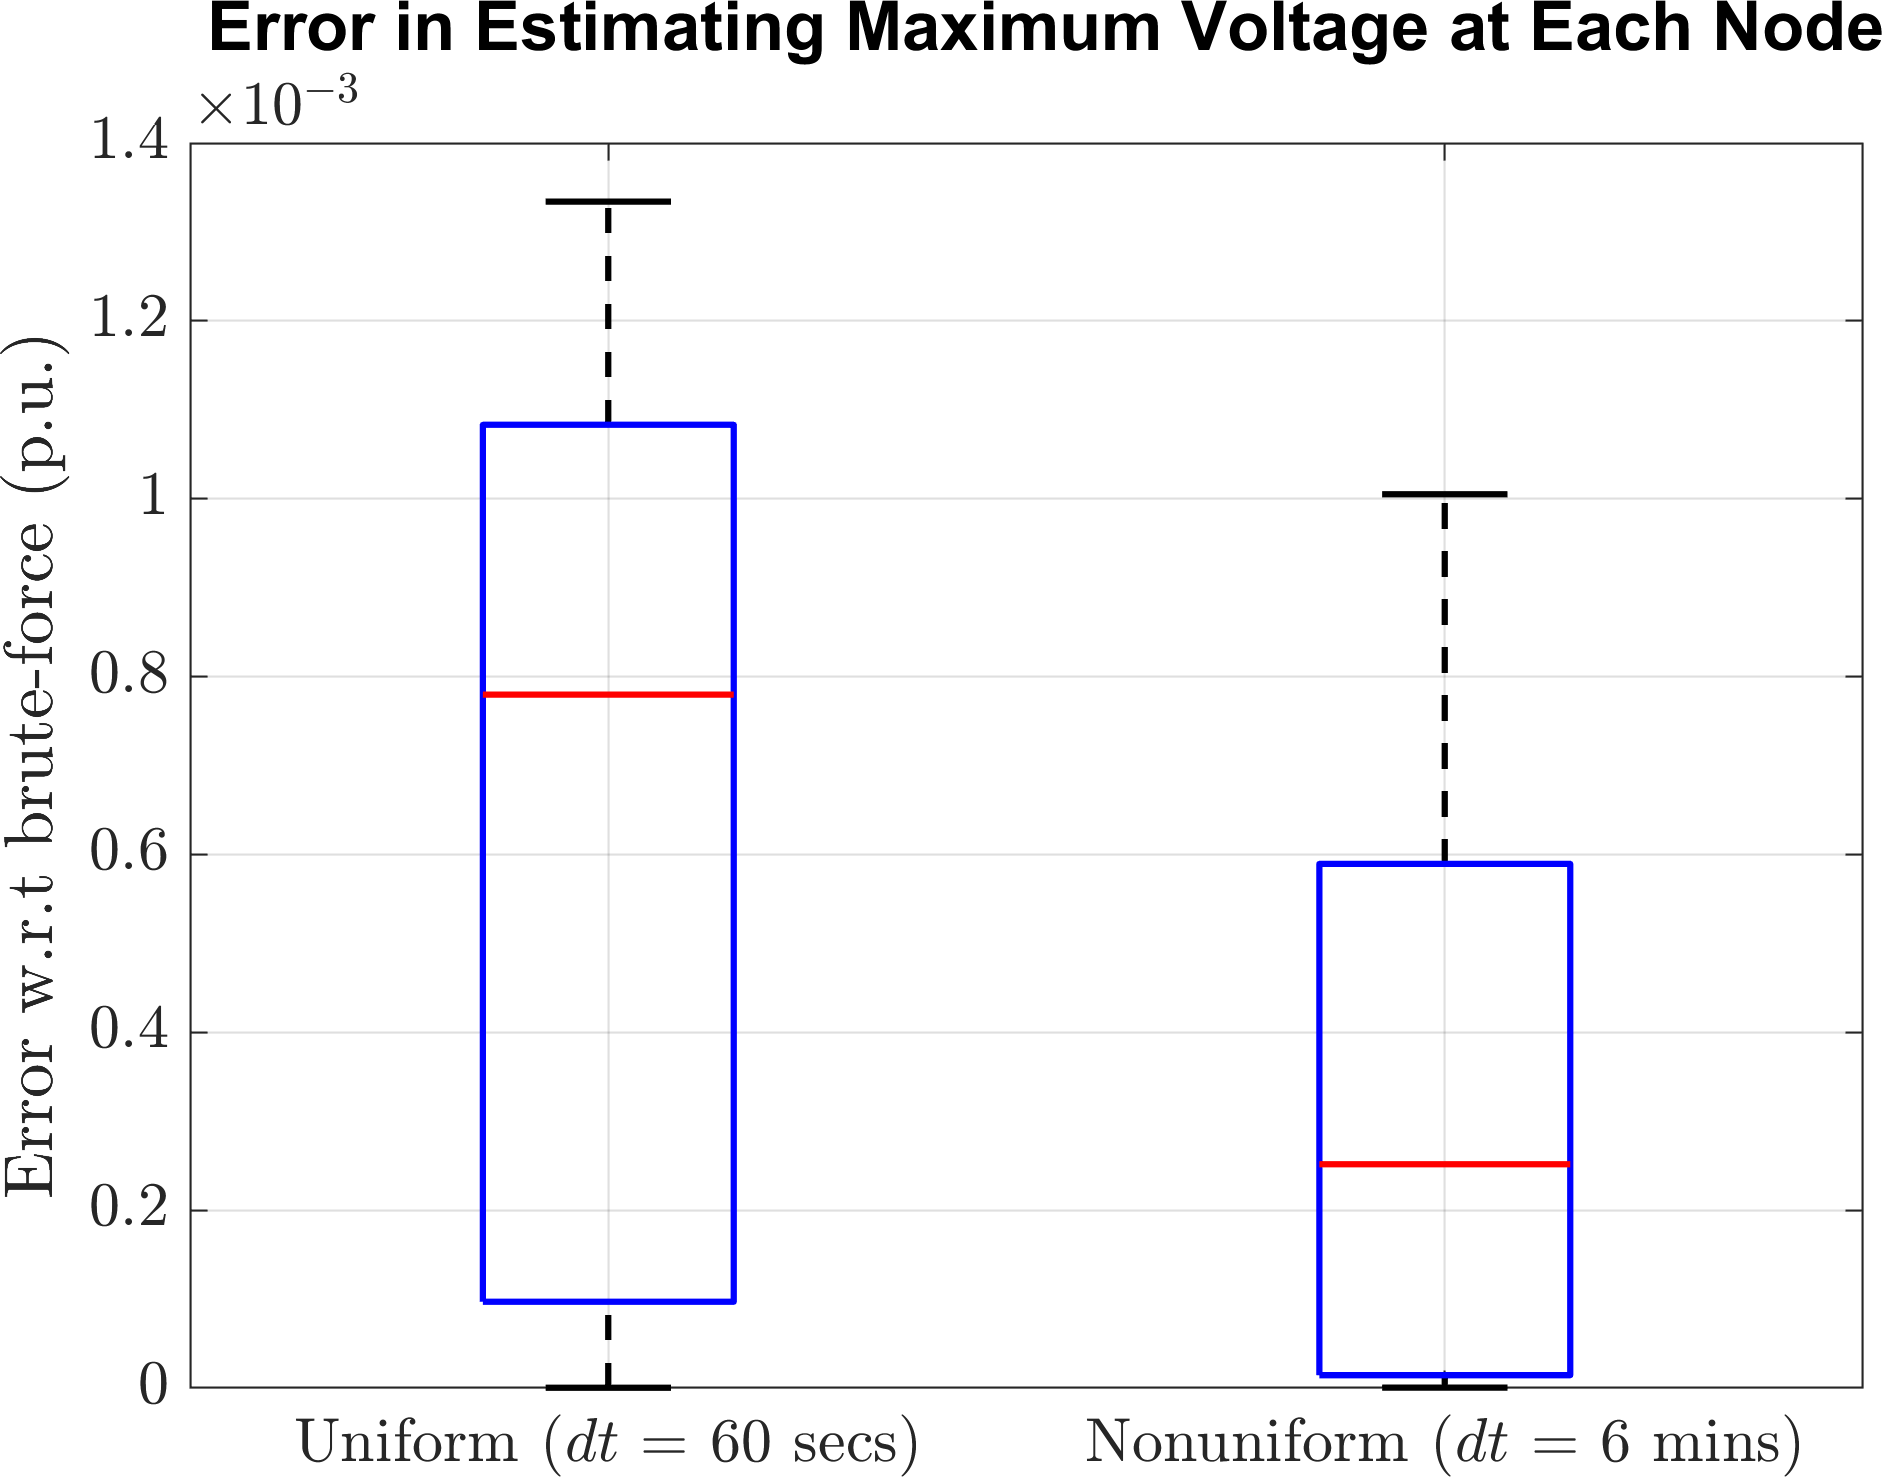 Error in Estimating Maximum Voltage at Each Node
×10⁻³
1.4
1.2
1
0.8
0.6
0.4
0.2
0
Error w.r.t brute-force (p.u.)
Uniform (dt = 60 secs)
Nonuniform (dt = 6 mins)